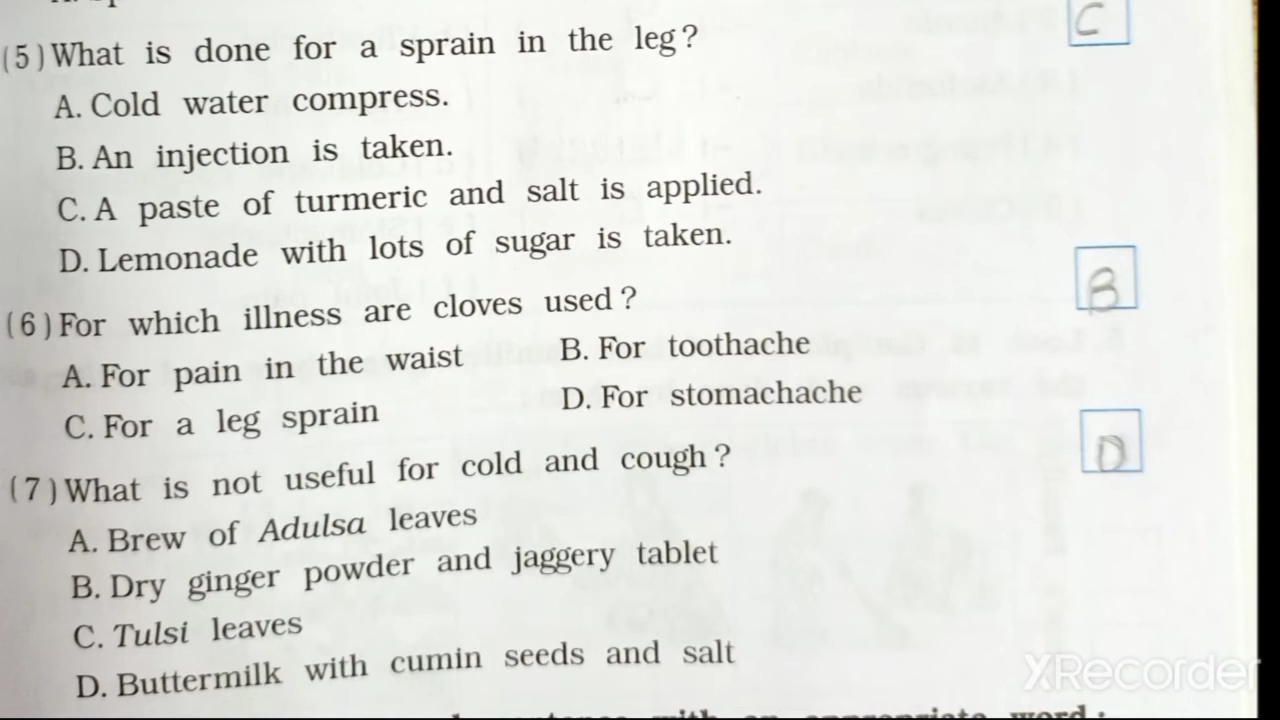 (5) What is done for a sprain in the leg? C
A. Cold water compress.
B. An injection is taken.
C. A paste of turmeric and salt is applied.
D. Lemonade with lots of sugar is taken.
(6) For which illness are cloves used? B
A. For pain in the waist B. For toothache
C. For a leg sprain D. For stomachache
(7) What is not useful for cold and cough? D
A. Brew of Adulsa leaves
B. Dry ginger powder and jaggery tablet
C. Tulsi leaves
D. Buttermilk with cumin seeds and salt
XRecorder
with an appropriate word: